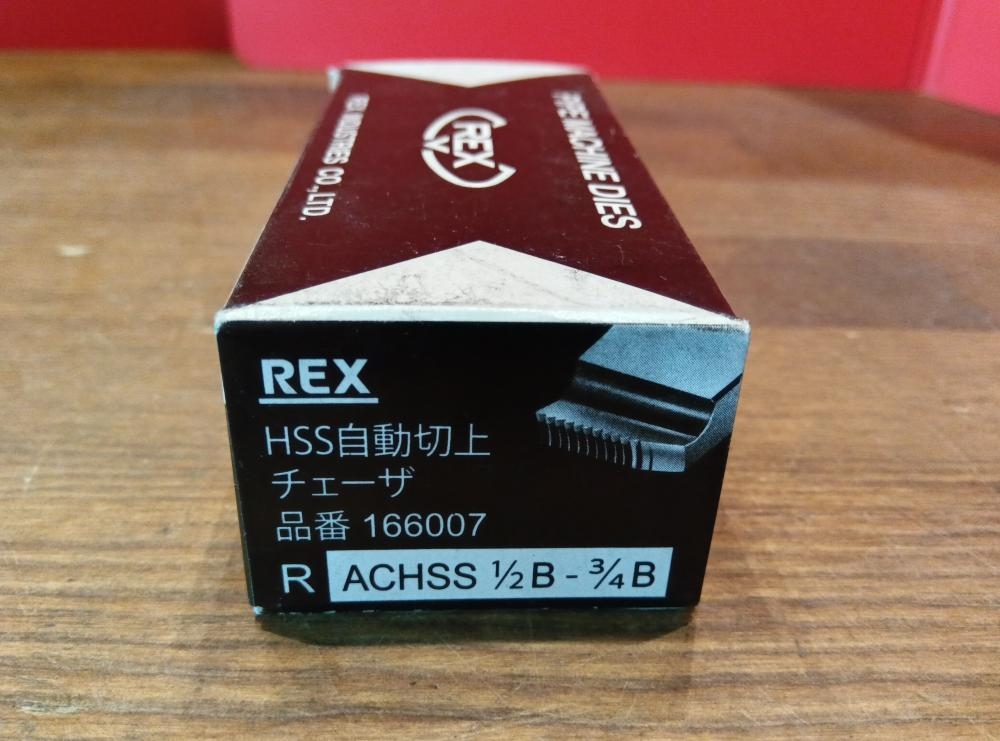 PIPE MACHINE DIES
REX
REX INDUSTRIES CO.,LTD.
REX
HSS自動切上
チェーザ
品番 166007
R ACHSS ½B - ¾B